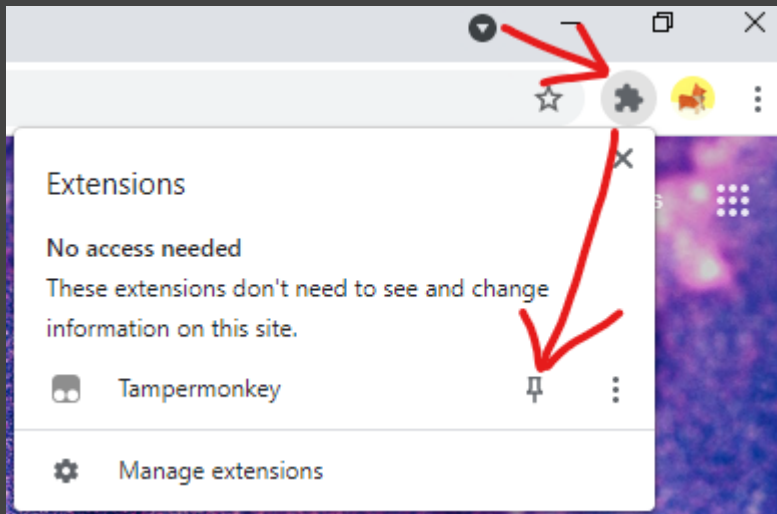 Extensions
No access needed
These extensions don't need to see and change
information on this site.
Tampermonkey
Manage extensions